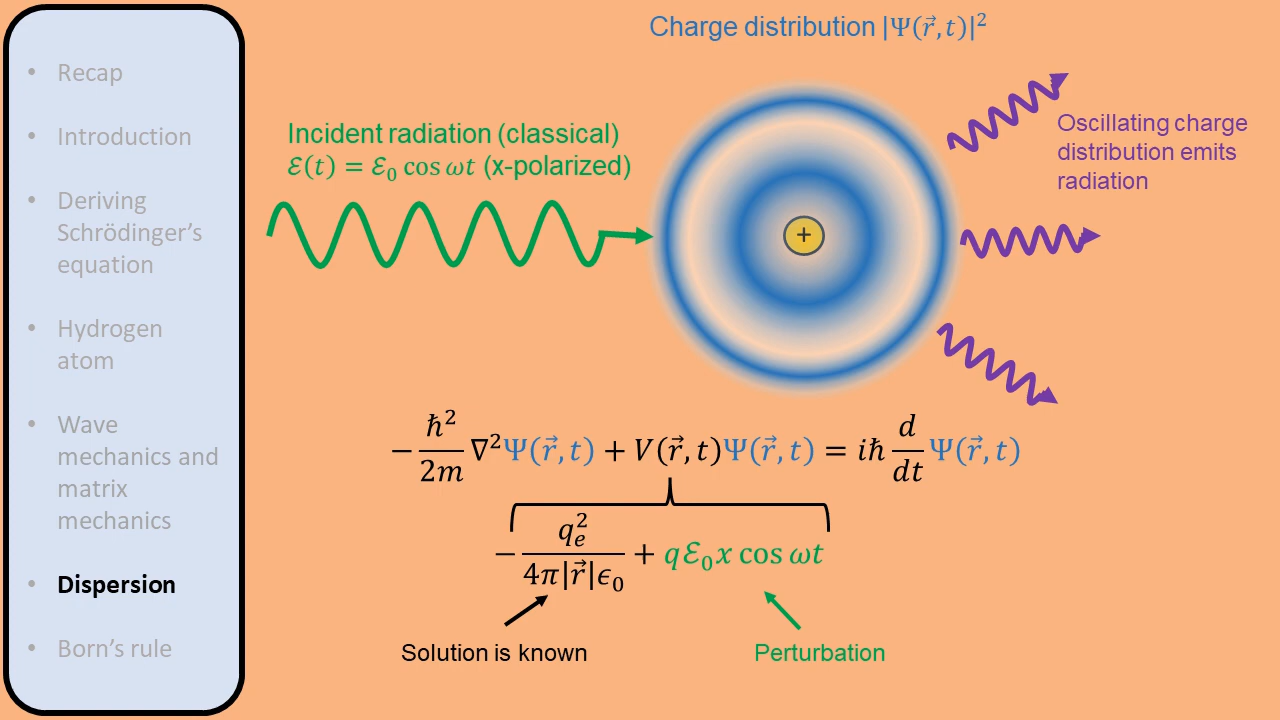 • Recap
• Introduction
• Deriving
Schrödinger's
equation
• Hydrogen
atom
• Wave
mechanics and
matrix
mechanics
• Dispersion
• Born's rule
Charge distribution |Ψ(r⃗, t)|²
Incident radiation (classical)
ℰ(t) = ℰ₀ cos ωt (x-polarized)
+
Oscillating charge
distribution emits
radiation
−ħ²/2m ∇²Ψ(r⃗, t) + V(r⃗, t)Ψ(r⃗, t) = iħ d/dt Ψ(r⃗, t)
−qₑ²/4π|r⃗|ϵ₀ + qℰ₀x cos ωt
Solution is known
Perturbation